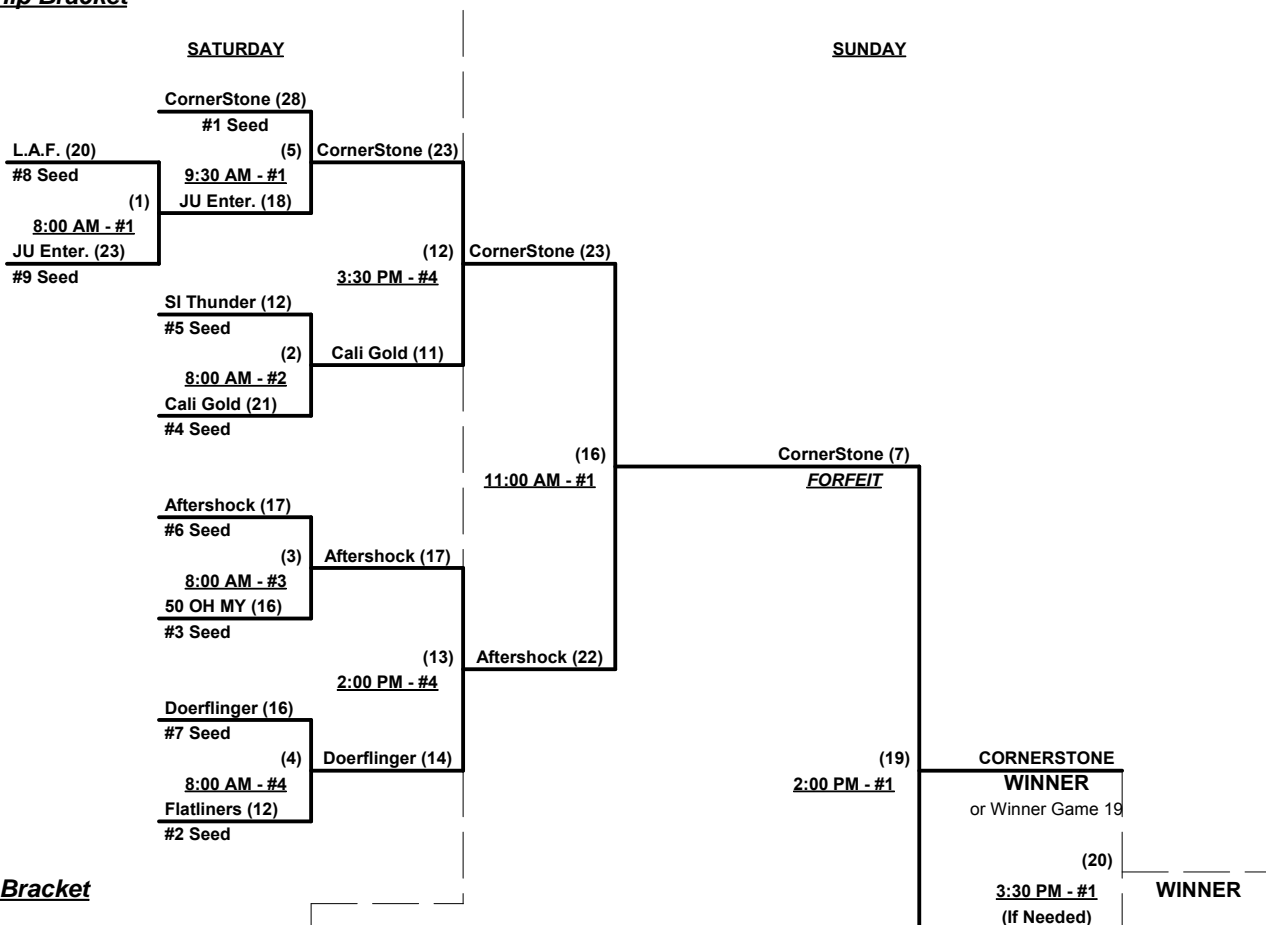 Bracket
SATURDAY
SUNDAY
CornerStone (28)
#1 Seed
L.A.F. (20)
(5)
CornerStone (23)
#8 Seed
9:30 AM - #1
(1)
JU Enter. (18)
8:00 AM - #1
JU Enter. (23)
(12)
CornerStone (23)
#9 Seed
3:30 PM - #4
SI Thunder (12)
#5 Seed
(2)
Cali Gold (11)
8:00 AM - #2
Cali Gold (21)
#4 Seed
(16)
CornerStone (7)
11:00 AM - #1
FORFEIT
Aftershock (17)
#6 Seed
(3)
Aftershock (17)
8:00 AM - #3
50 OH MY (16)
#3 Seed
(13)
Aftershock (22)
2:00 PM - #4
Doerflinger (16)
#7 Seed
(4)
Doerflinger (14)
(19)
CORNERSTONE
8:00 AM - #4
2:00 PM - #1
WINNER
Flatliners (12)
or Winner Game 19
#2 Seed
(20)
Bracket
3:30 PM - #1
WINNER
(If Needed)